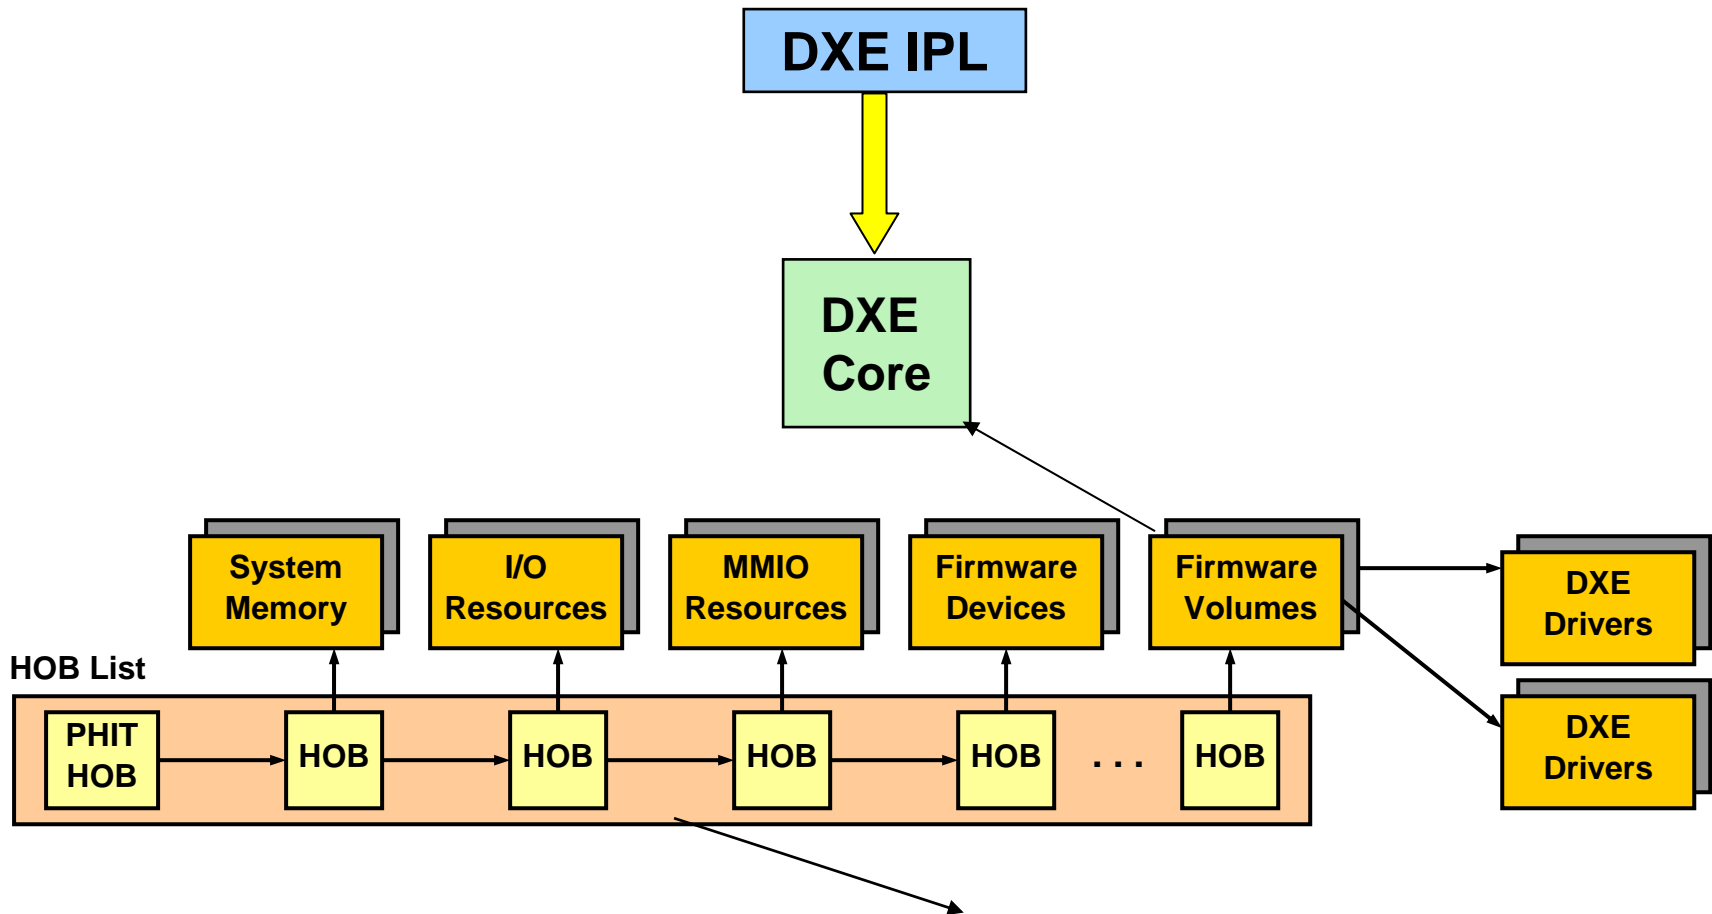 DXE IPL
DXE
Core
System
Memory
I/O
Resources
MMIO
Resources
Firmware
Devices
Firmware
Volumes
DXE
Drivers
HOB List
PHIT
HOB
HOB
HOB
HOB
HOB
. . .
HOB
DXE
Drivers